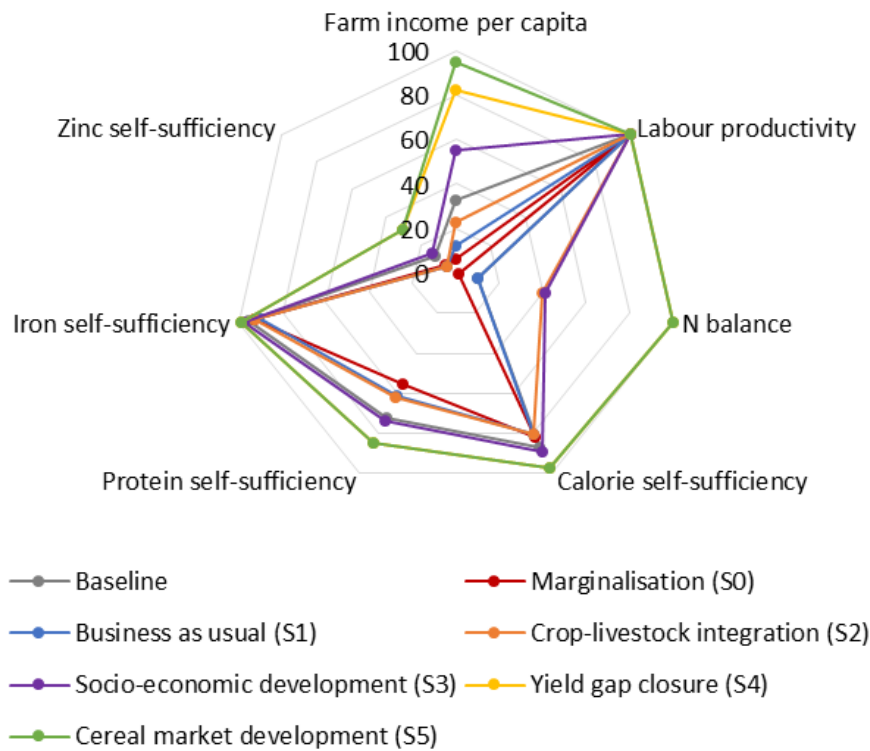 Farm income per capita
100
80
60
40
20
0
Labour productivity
N balance
Calorie self-sufficiency
Protein self-sufficiency
Iron self-sufficiency
Zinc self-sufficiency
Baseline
Marginalisation (S0)
Business as usual (S1)
Crop-livestock integration (S2)
Socio-economic development (S3)
Yield gap closure (S4)
Cereal market development (S5)